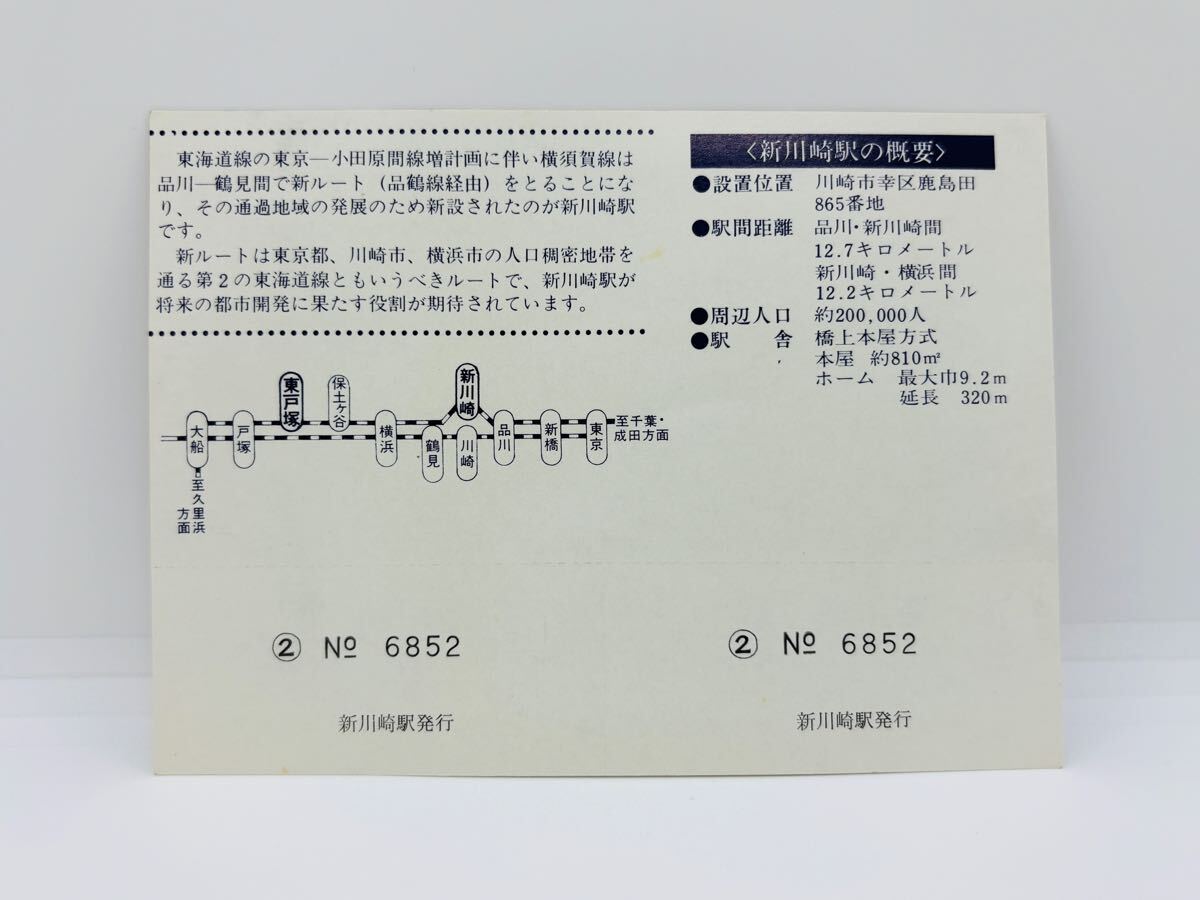 東海道線の東京―小田原間線増計画に伴い横須賀線は
品川―鶴見間で新ルート（品鶴線経由）をとることにな
り、その通過地域の発展のため新設されたのが新川崎駅
です。
新ルートは東京都、川崎市、横浜市の人口稠密地帯を
通る第2の東海道線ともいうべきルートで、新川崎駅が
将来の都市開発に果たす役割が期待されています。
〈新川崎駅の概要〉
●設置位置 川崎市幸区鹿島田
865番地
●駅間距離 品川・新川崎間
12.7キロメートル
新川崎・横浜間
12.2キロメートル
●周辺人口 約200,000人
●駅 舎 橋上本屋方式
本屋 約810㎡
ホーム 最大巾9.2m
延長 320m
大船
戸塚
東戸塚
保土ヶ谷
横浜
鶴見
新川崎
川崎
品川
新橋
東京
至千葉・
成田方面
至久里浜
方面
② № 6852
新川崎駅発行
② № 6852
新川崎駅発行